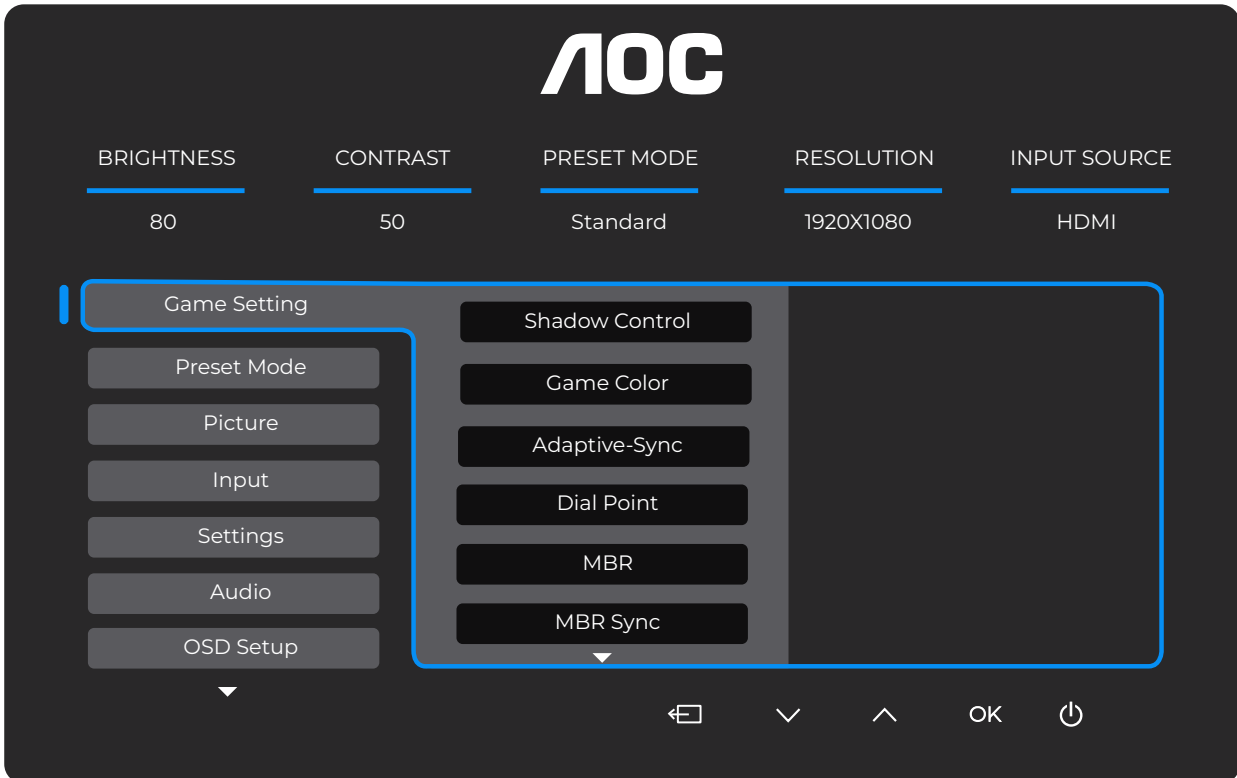 AOC
BRIGHTNESS CONTRAST PRESET MODE RESOLUTION INPUT SOURCE
80 50 Standard 1920X1080 HDMI
Game Setting
Preset Mode
Picture
Input
Settings
Audio
OSD Setup
Shadow Control
Game Color
Adaptive-Sync
Dial Point
MBR
MBR Sync
OK